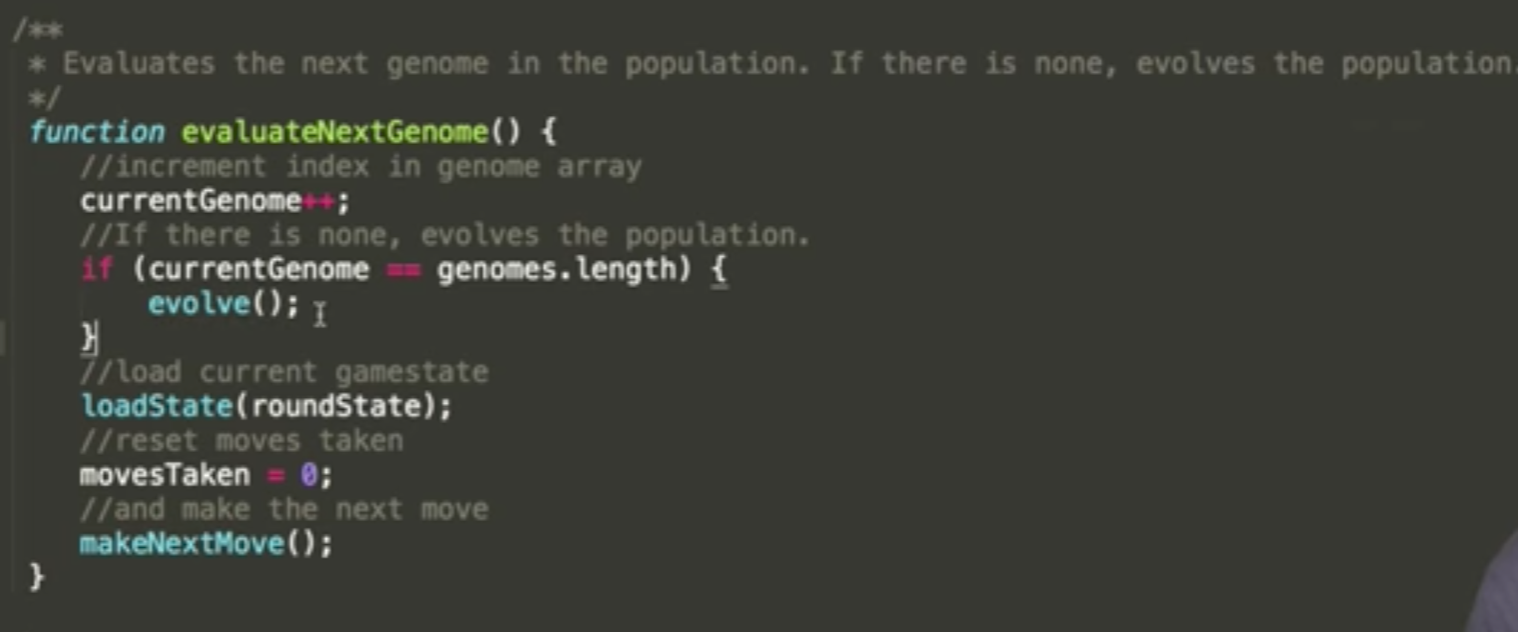 /**
* Evaluates the next genome in the population. If there is none, evolves the population.
*/
function evaluateNextGenome() {
//increment index in genome array
currentGenome++;
//If there is none, evolves the population.
if (currentGenome == genomes.length) {
evolve();
}
//load current gamestate
loadState(roundState);
//reset moves taken
movesTaken = 0;
//and make the next move
makeNextMove();
}